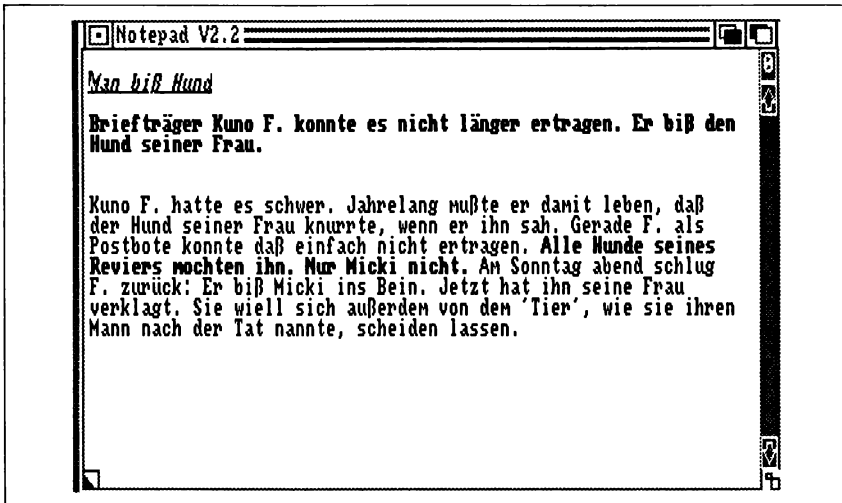 Notepad V2.2
Man biß Hund
Briefträger Kuno F. konnte es nicht länger ertragen. Er biß den
Hund seiner Frau.
Kuno F. hatte es schwer. Jahrelang mußte er damit leben, daß
der Hund seiner Frau knurrte, wenn er ihn sah. Gerade F. als
Postbote konnte daß einfach nicht ertragen. Alle Hunde seines
Reviers mochten ihn. Nur Micki nicht. Am Sonntag abend schlug
F. zurück: Er biß Micki ins Bein. Jetzt hat ihn seine Frau
verklagt. Sie wiell sich außerdem von dem 'Tier', wie sie ihren
Mann nach der Tat nannte, scheiden lassen.